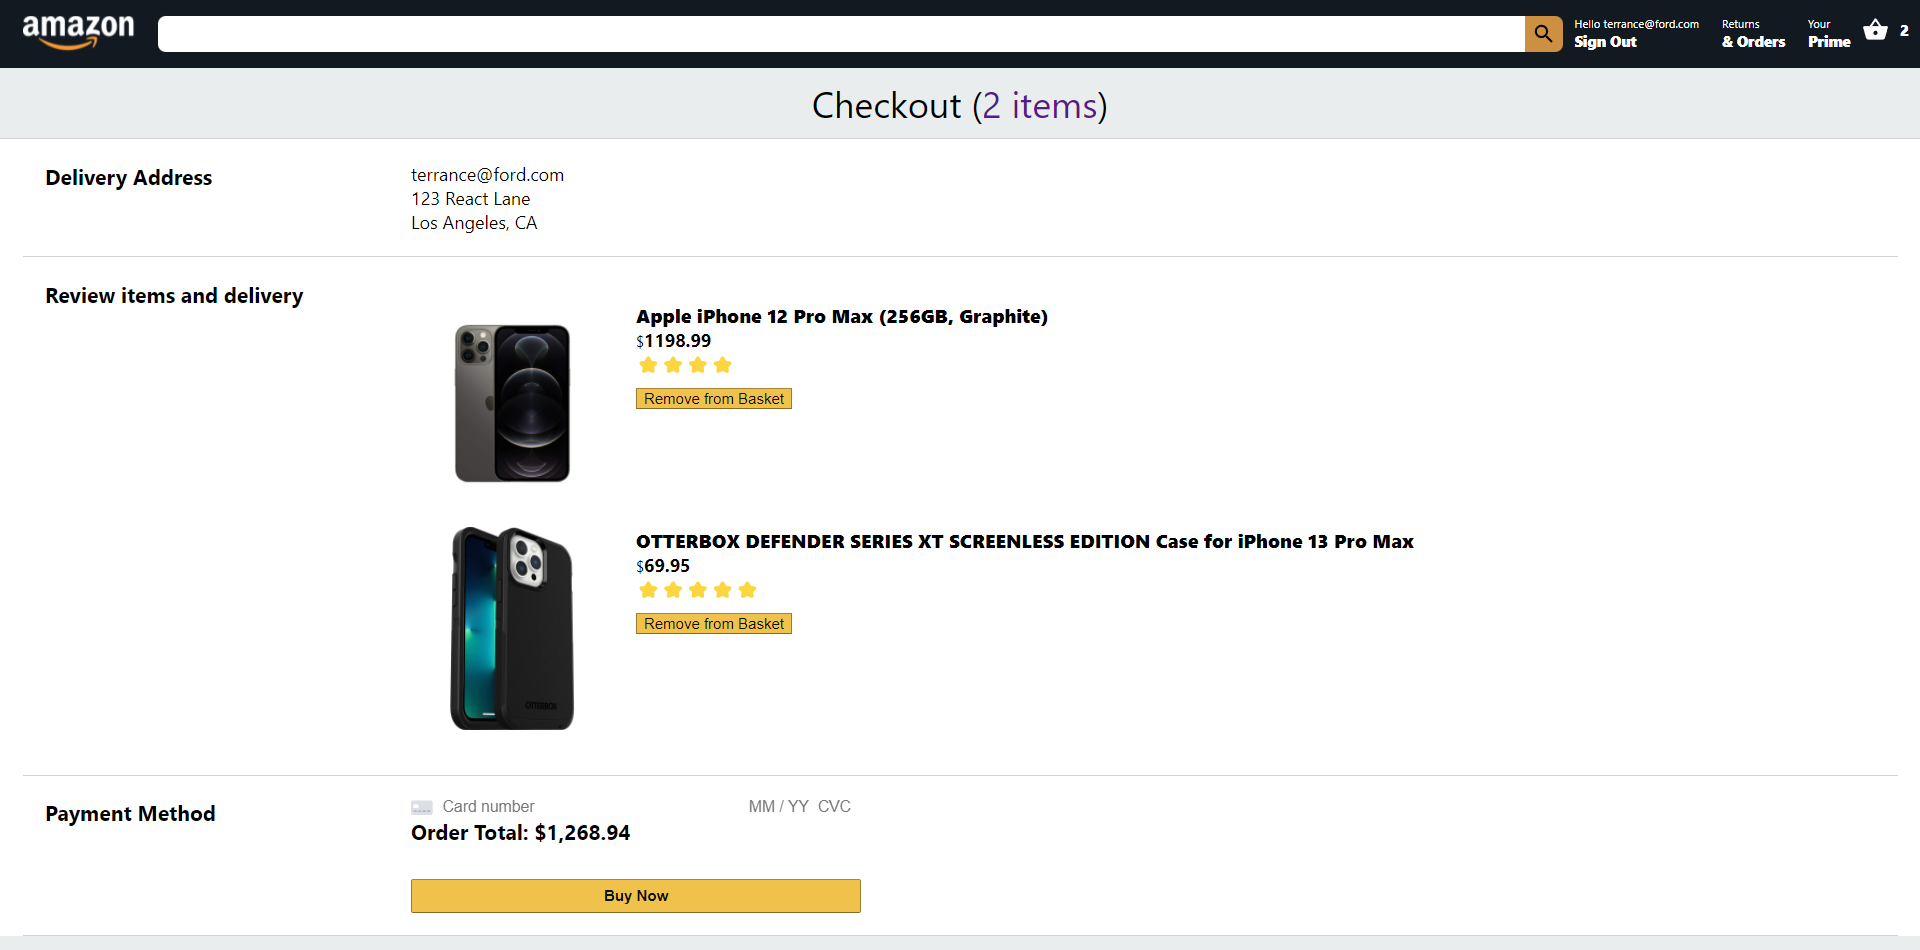 amazon
Hello terrance@ford.com
Sign Out
Returns
& Orders
Your
Prime
2
Checkout (2 items)
Delivery Address
terrance@ford.com
123 React Lane
Los Angeles, CA
Review items and delivery
Apple iPhone 12 Pro Max (256GB, Graphite)
$1198.99
Remove from Basket
OTTERBOX DEFENDER SERIES XT SCREENLESS EDITION Case for iPhone 13 Pro Max
$69.95
Remove from Basket
OTTERBOX
Payment Method
Card number MM / YY CVC
Order Total: $1,268.94
Buy Now